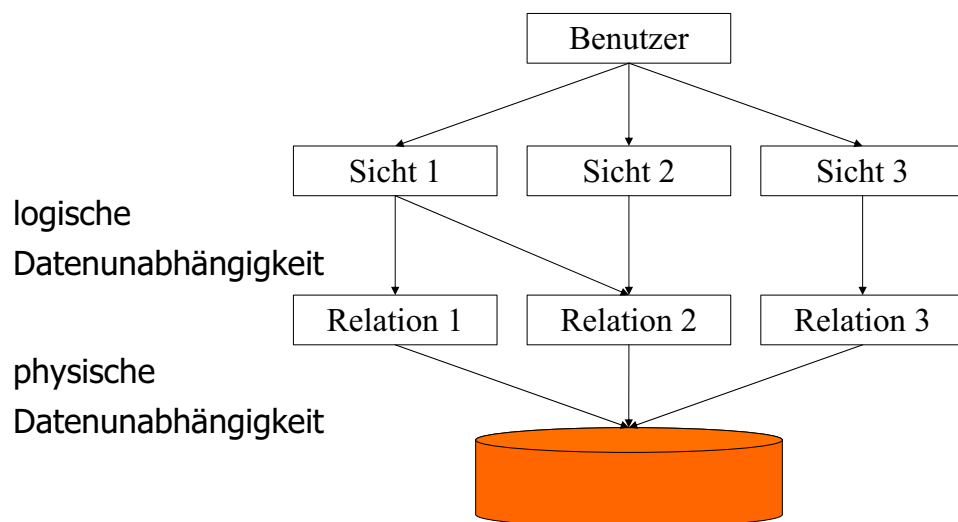 Benutzer
Sicht 1
Sicht 2
Sicht 3
logische
Datenunabhängigkeit
Relation 1
Relation 2
Relation 3
physische
Datenunabhängigkeit